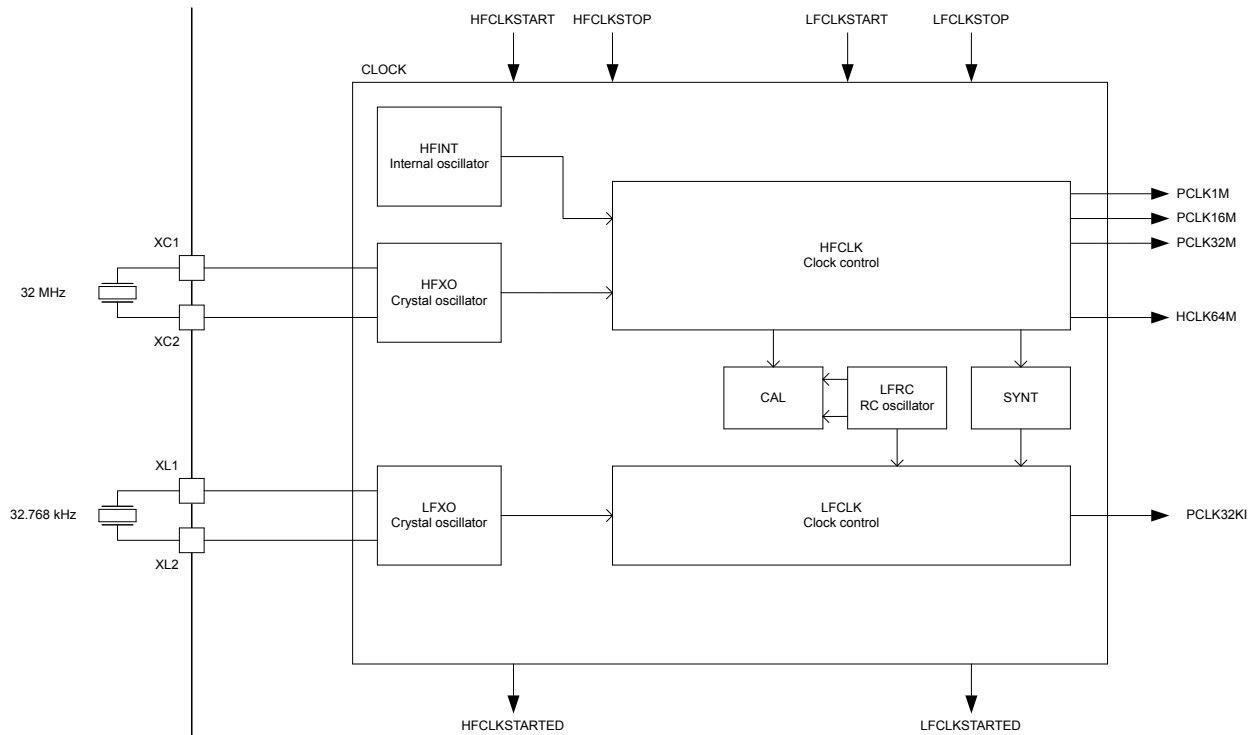 HFCLKSTART
HFCLKSTOP
LFCLKSTART
LFCLKSTOP
CLOCK
HFINT
Internal oscillator
HFCLK
Clock control
PCLK1M
PCLK16M
PCLK32M
HCLK64M
XC1
32 MHz
XC2
HFXO
Crystal oscillator
CAL
LFRC
RC oscillator
SYNT
XL1
32.768 kHz
XL2
LFXO
Crystal oscillator
LFCLK
Clock control
PCLK32KI
HFCLKSTARTED
LFCLKSTARTED